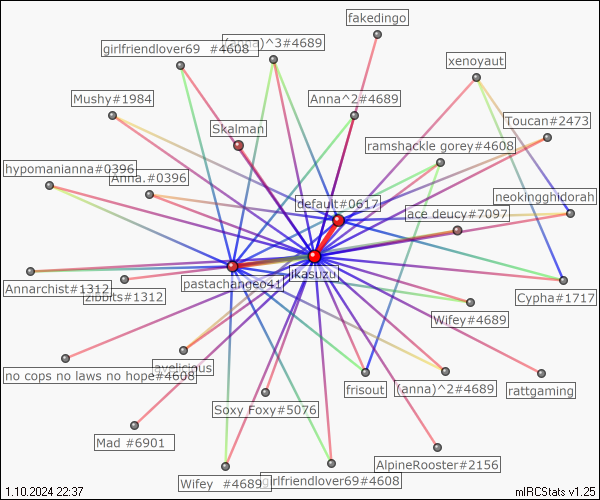 fakedingo
girlfriendlover69 #4608
(anna)^3#4689
xenoyaut
Mushy#1984
Anna^2#4689
Toucan#2473
Skalman
ramshackle gorey#4608
hypomanianna#0396
Anna.#0396
neokingghidorah
default#0617
ace deucy#7097
ikasuzu
pastachangeo41
Annarchist#1312
zibbits#1312
Cypha#1717
Wifey#4689
no cops no laws no hope#4608
ayelicious
frisout
(anna)^2#4689
rattgaming
Soxy Foxy#5076
Mad #6901
AlpineRooster#2156
Wifey #4689
girlfriendlover69#4608
1.10.2024 22:37
mIRCStats v1.25